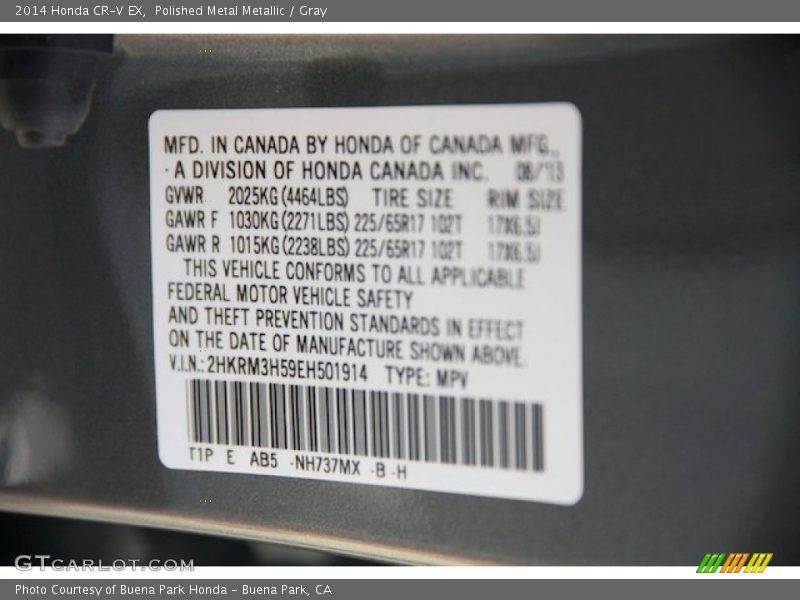 2014 Honda CR-V EX, Polished Metal Metallic / Gray
MFD. IN CANADA BY HONDA OF CANADA MFG.,
A DIVISION OF HONDA CANADA INC. 08/13
GVWR 2025KG(4464LBS) TIRE SIZE RIM SIZE
GAWR F 1030KG(2271LBS) 225/65R17 102T 17X6.5J
GAWR R 1015KG(2238LBS) 225/65R17 102T 17X6.5J
THIS VEHICLE CONFORMS TO ALL APPLICABLE
FEDERAL MOTOR VEHICLE SAFETY
AND THEFT PREVENTION STANDARDS IN EFFECT
ON THE DATE OF MANUFACTURE SHOWN ABOVE.
V.I.N.: 2HKRM3H59EH501914 TYPE: MPV
T1P E AB5 -NH737MX -B -H
GTCARLOT.COM
Photo Courtesy of Buena Park Honda - Buena Park, CA